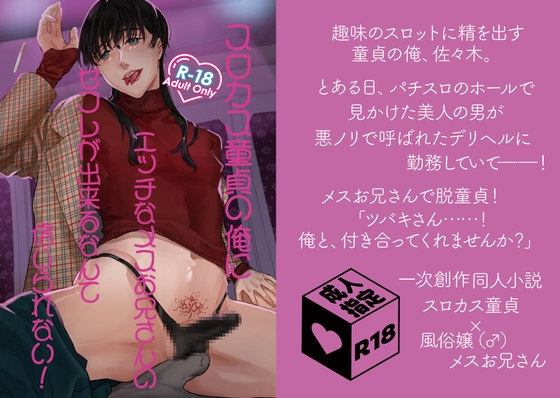 スロカス童貞の俺に
エッチなメスお兄さんの
セフレが出来るなんて
信じられない！
R-18
Adult Only
趣味のスロットに精を出す
童貞の俺、佐々木。
とある日、パチスロのホールで
見かけた美人の男が
悪ノリで呼ばれたデリヘルに
勤務していて──！
メスお兄さんで脱童貞！
「ツバキさん……！
俺と、付き合ってくれませんか？」
成人
指定
R18
一次創作同人小説
スロカス童貞
×
風俗嬢（♂）
メスお兄さん